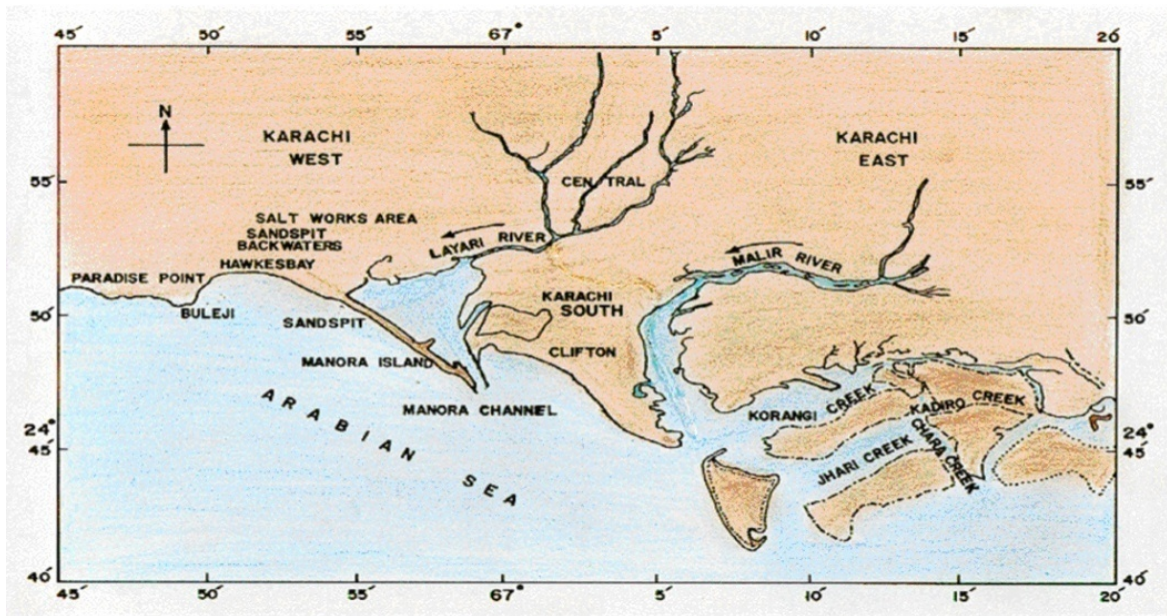 45′ 50′ 55′ 67° 5′ 10′ 15′ 20′
N
KARACHI
WEST
KARACHI
EAST
CENTRAL
55′ 55′
SALT WORKS AREA
SANDSPIT
BACKWATERS
HAWKESBAY
LAYARI RIVER
MALIR RIVER
PARADISE POINT
BULEJI
KARACHI
SOUTH
50′ 50′
SANDSPIT
CLIFTON
MANORA ISLAND
MANORA CHANNEL
KORANGI CREEK
KADIRO CREEK
CHARA CREEK
JHARI CREEK
ARABIAN SEA
24° 24°
45′ 45′
40′ 40′
45′ 50′ 55′ 67° 5′ 10′ 15′ 20′